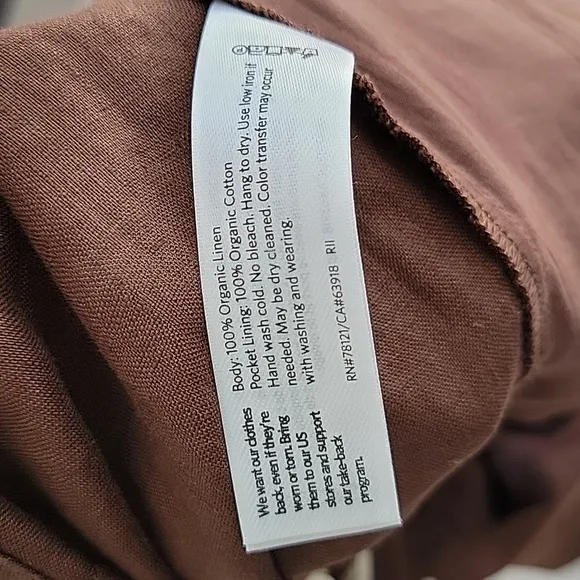 Body: 100% Organic Linen
Pocket Lining: 100% Organic Cotton
Hand wash cold. No bleach. Hang to dry. Use low iron if
needed. May be dry cleaned. Color transfer may occur
with washing and wearing.
RN#78121/CA#63918 RII
We want our clothes
back, even if they're
worn or torn. Bring
them to our US
stores and support
our take-back
program.